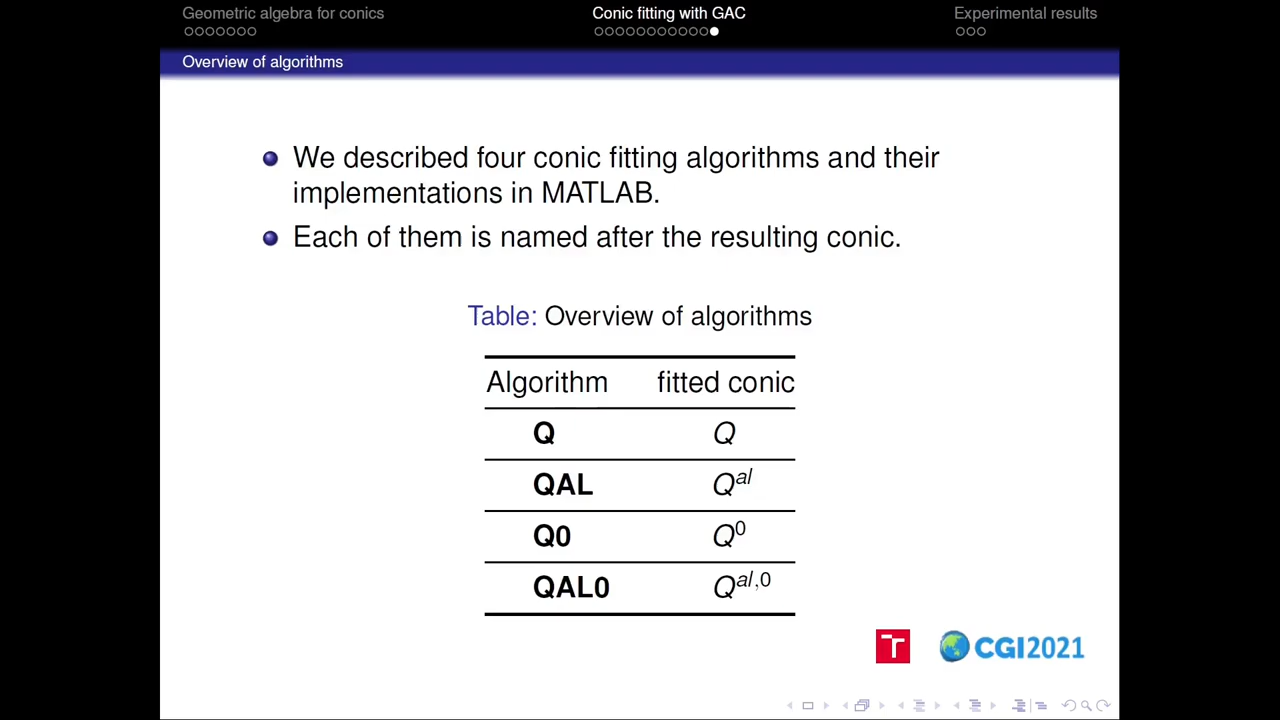 Geometric algebra for conics
Conic fitting with GAC
Experimental results
Overview of algorithms
We described four conic fitting algorithms and their
implementations in MATLAB.
Each of them is named after the resulting conic.
Table: Overview of algorithms
Algorithm fitted conic
Q Q
QAL Q^al
Q0 Q^0
QAL0 Q^al,0
T CGI2021